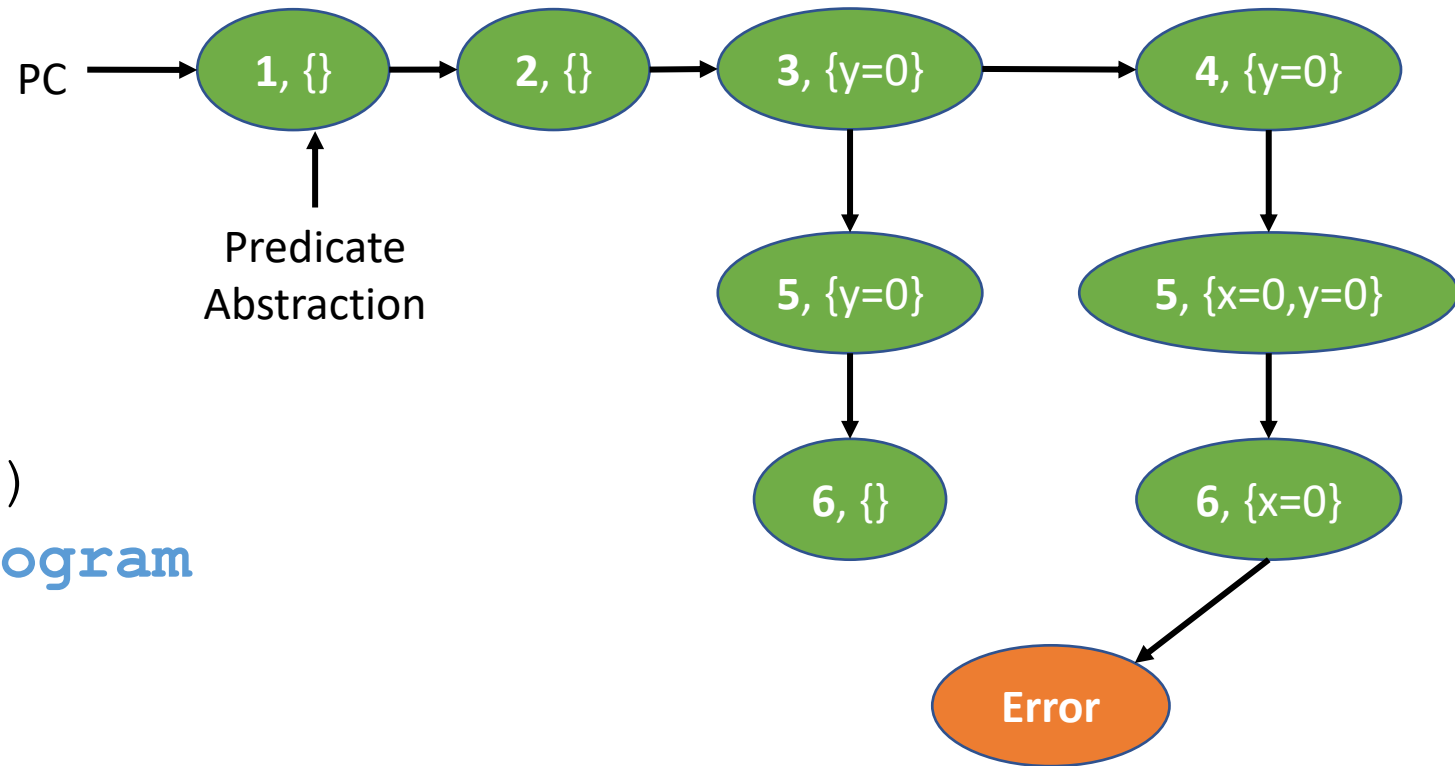 PC
1, {}
2, {}
3, {y=0}
4, {y=0}
Predicate
Abstraction
5, {y=0}
5, {x=0,y=0}
)
6, {}
6, {x=0}
ogram
Error